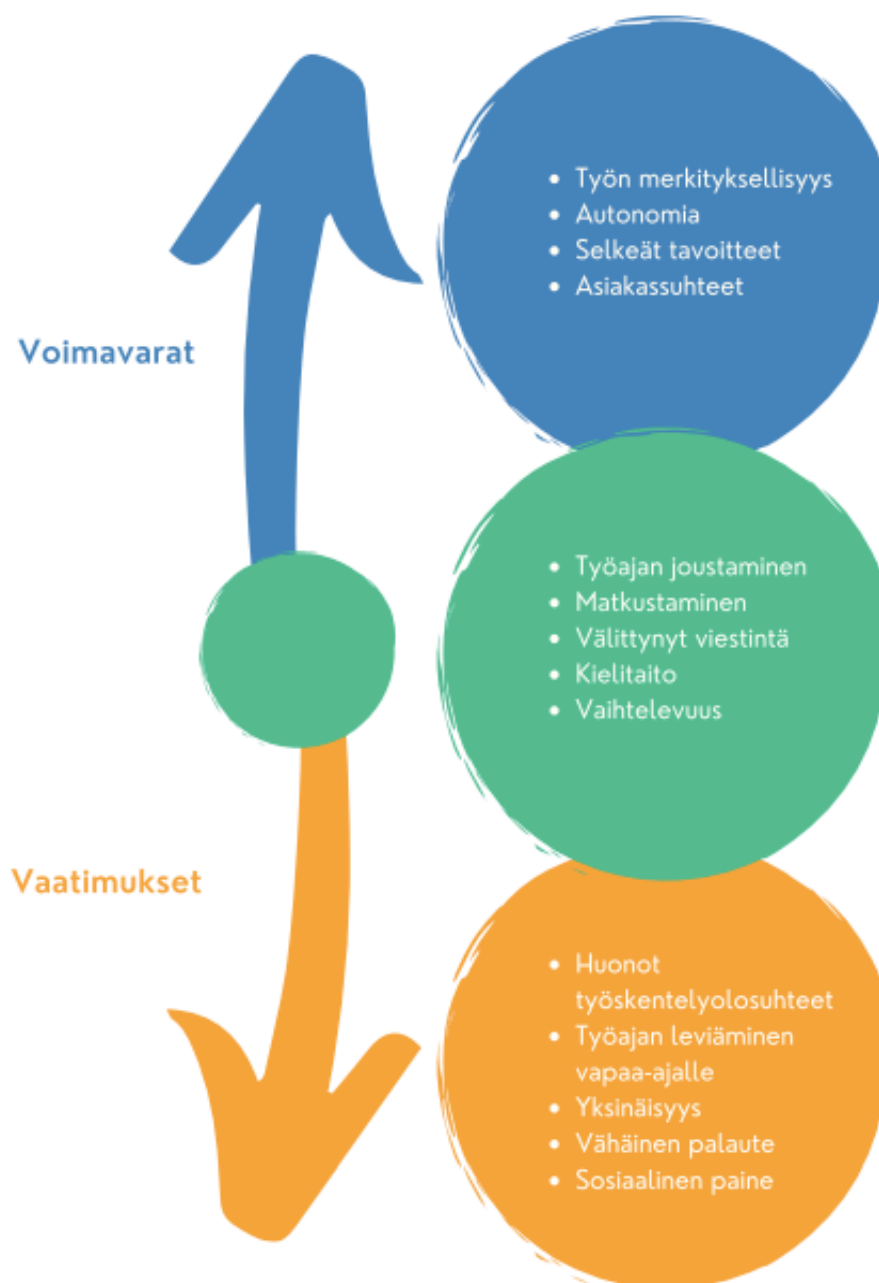 • Työn merkityksellisyys
• Autonomia
• Selkeät tavoitteet
• Asiakassuhteet
Voimavarat
• Työajan joustaminen
• Matkustaminen
• Välittynyt viestintä
• Kielitaito
• Vaihtelevuus
Vaatimukset
• Huonot
työskentelyolosuhteet
• Työajan leviäminen
vapaa-ajalle
• Yksinäisyys
• Vähäinen palaute
• Sosiaalinen paine